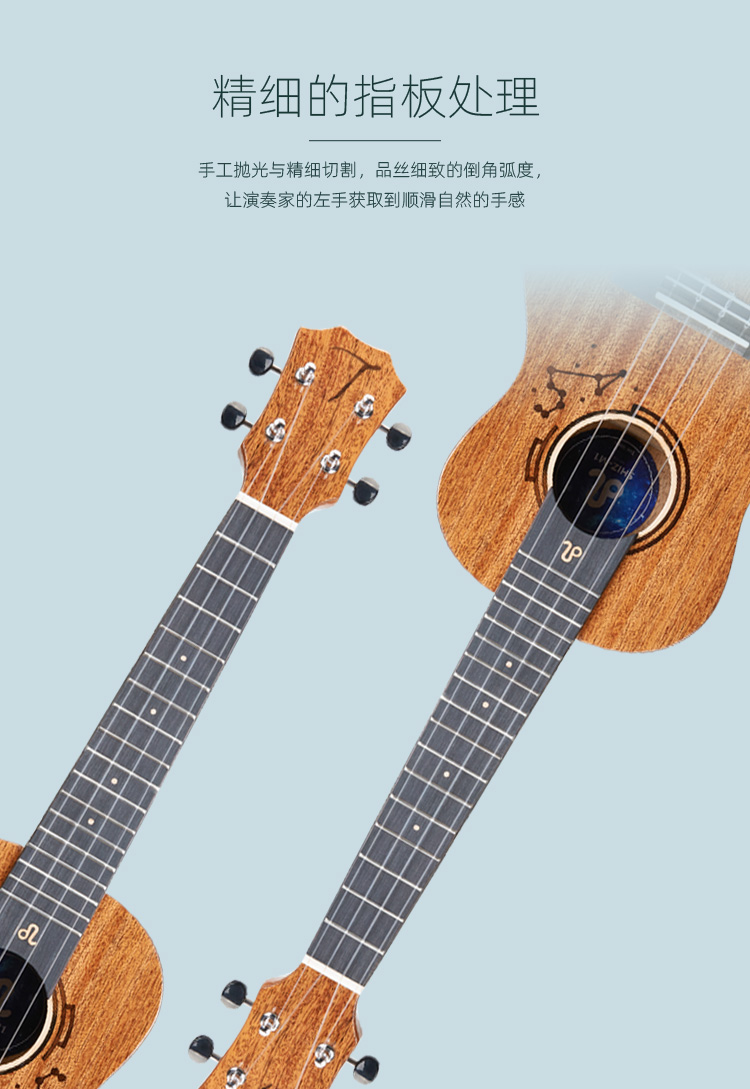 精细的指板处理
手工抛光与精细切割，品丝细致的倒角弧度，
让演奏家的左手获取到顺滑自然的手感